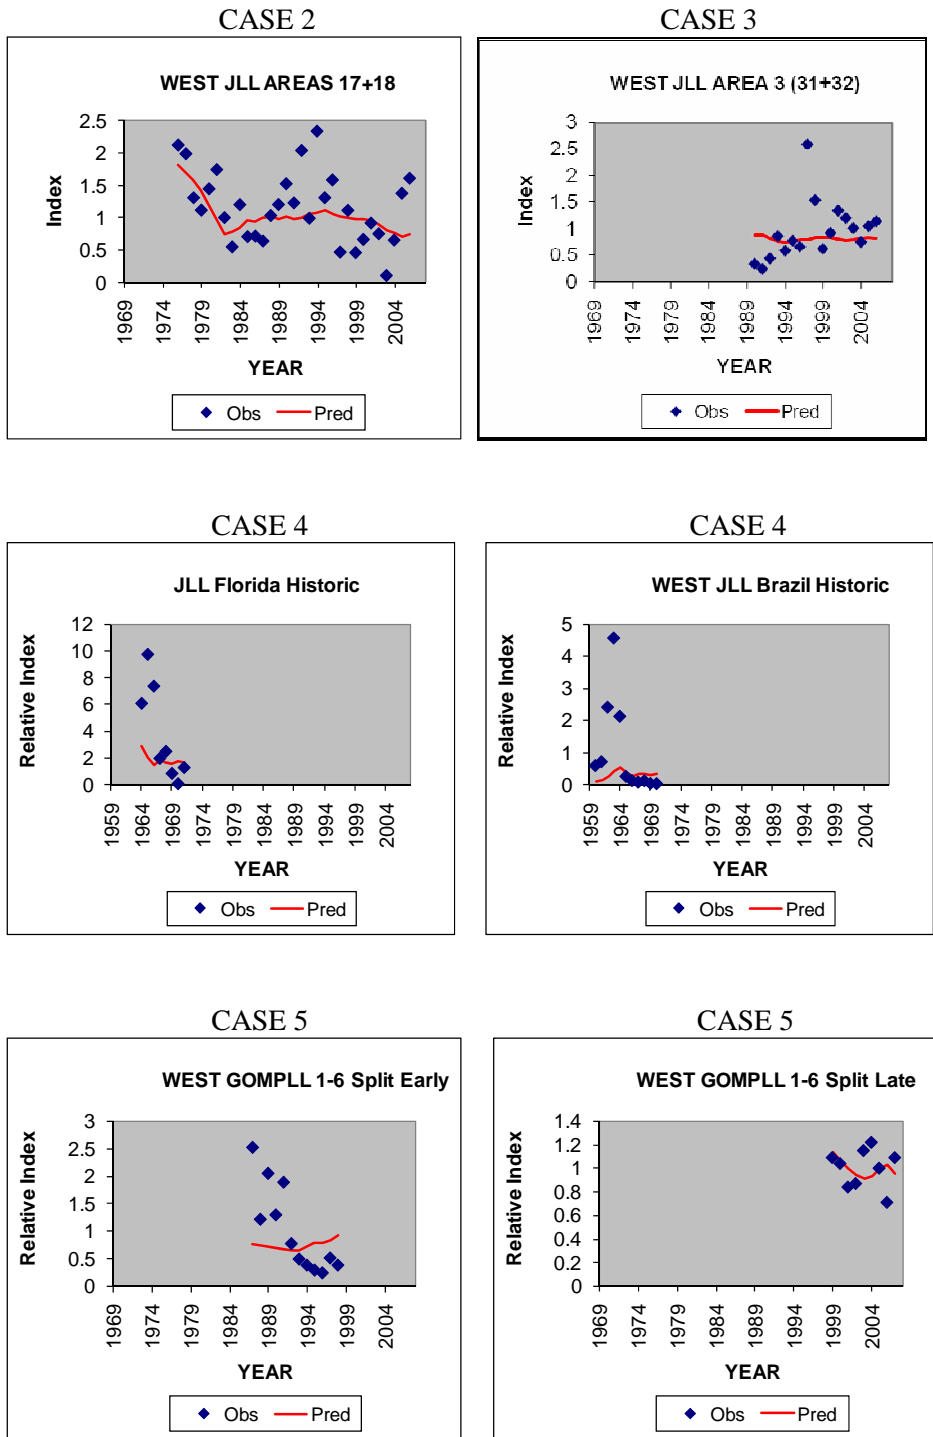 CASE 2
WEST JLL AREAS 17+18
Index
2.5
2
1.5
1
0.5
0
1969
1974
1979
1984
1989
1994
1999
2004
YEAR
Obs
Pred
CASE 3
WEST JLL AREA 3 (31+32)
Index
3
2.5
2
1.5
1
0.5
0
1969
1974
1979
1984
1989
1994
1999
2004
YEAR
Obs
Pred
CASE 4
JLL Florida Historic
Relative Index
12
10
8
6
4
2
0
1959
1964
1969
1974
1979
1984
1989
1994
1999
2004
YEAR
Obs
Pred
CASE 4
WEST JLL Brazil Historic
Relative Index
5
4
3
2
1
0
1959
1964
1969
1974
1979
1984
1989
1994
1999
2004
YEAR
Obs
Pred
CASE 5
WEST GOMPLL 1-6 Split Early
Relative Index
3
2.5
2
1.5
1
0.5
0
1969
1974
1979
1984
1989
1994
1999
2004
YEAR
Obs
Pred
CASE 5
WEST GOMPLL 1-6 Split Late
Relative Index
1.4
1.2
1
0.8
0.6
0.4
0.2
0
1969
1974
1979
1984
1989
1994
1999
2004
YEAR
Obs
Pred